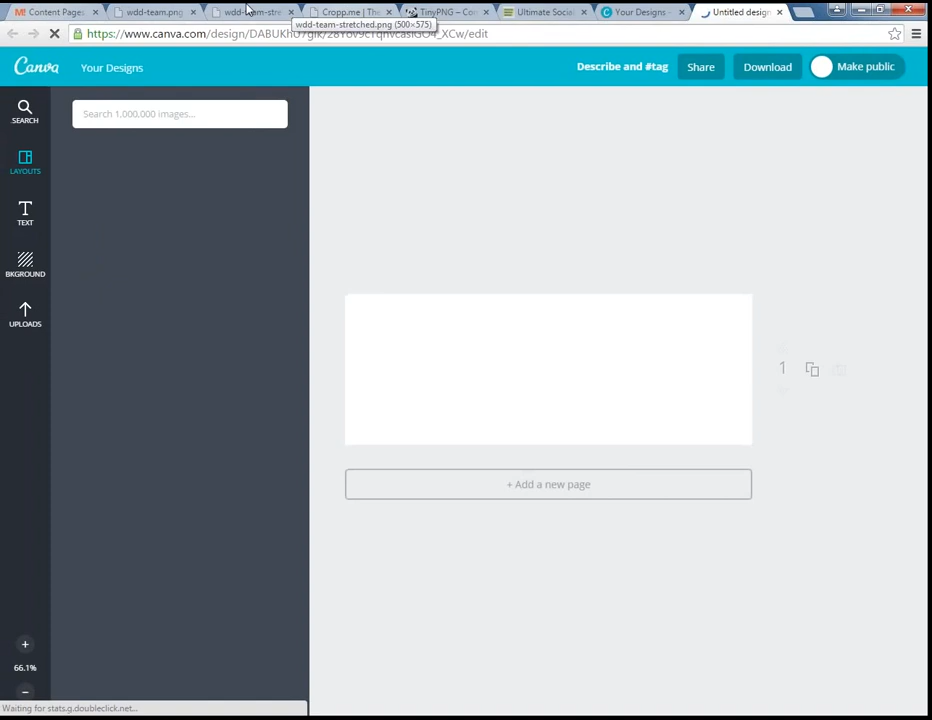 M! Content Pages
wdd-team.png
wdd-team-stre
Cropp.me | Th
TinyPNG – Co
Ultimate Social
Your Designs –
Untitled design
wdd-team-stretched.png (500×575)
Canva
Your Designs
Describe and #tag
Share
Download
Make public
SEARCH
Search 1,000,000 images...
LAYOUTS
TEXT
BKGROUND
UPLOADS
1
+ Add a new page
66.1%
Waiting for stats.g.doubleclick.net...